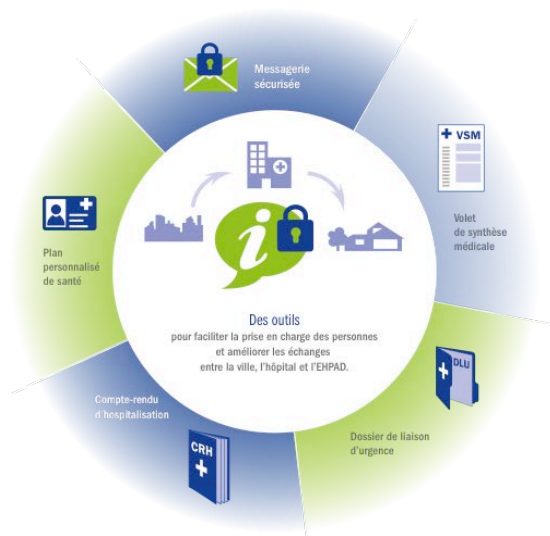 Messagerie
sécurisée
VSM
Volet
de synthèse
médicale
DLU
Dossier de liaison
d'urgence
CRH
Compte-rendu
d'hospitalisation
Plan
personnalisé
de santé
i
Des outils
pour faciliter la prise en charge des personnes
et améliorer les échanges
entre la ville, l'hôpital et l'EHPAD.